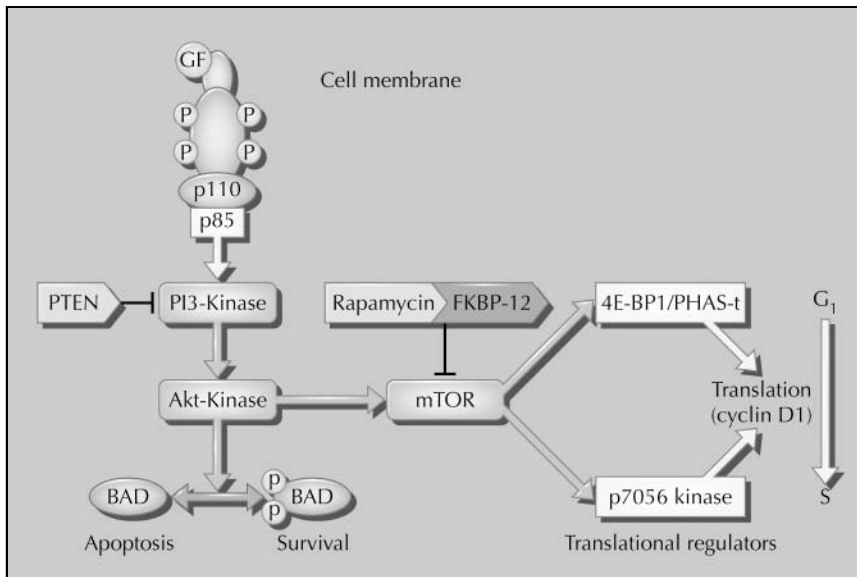 GF
Cell membrane
P
P
P
P
p110
p85
PTEN
PI3-Kinase
Rapamycin
FKBP-12
4E-BP1/PHAS-t
G1
Akt-Kinase
mTOR
Translation
(cyclin D1)
BAD
p
p
BAD
p7056 kinase
S
Apoptosis
Survival
Translational regulators